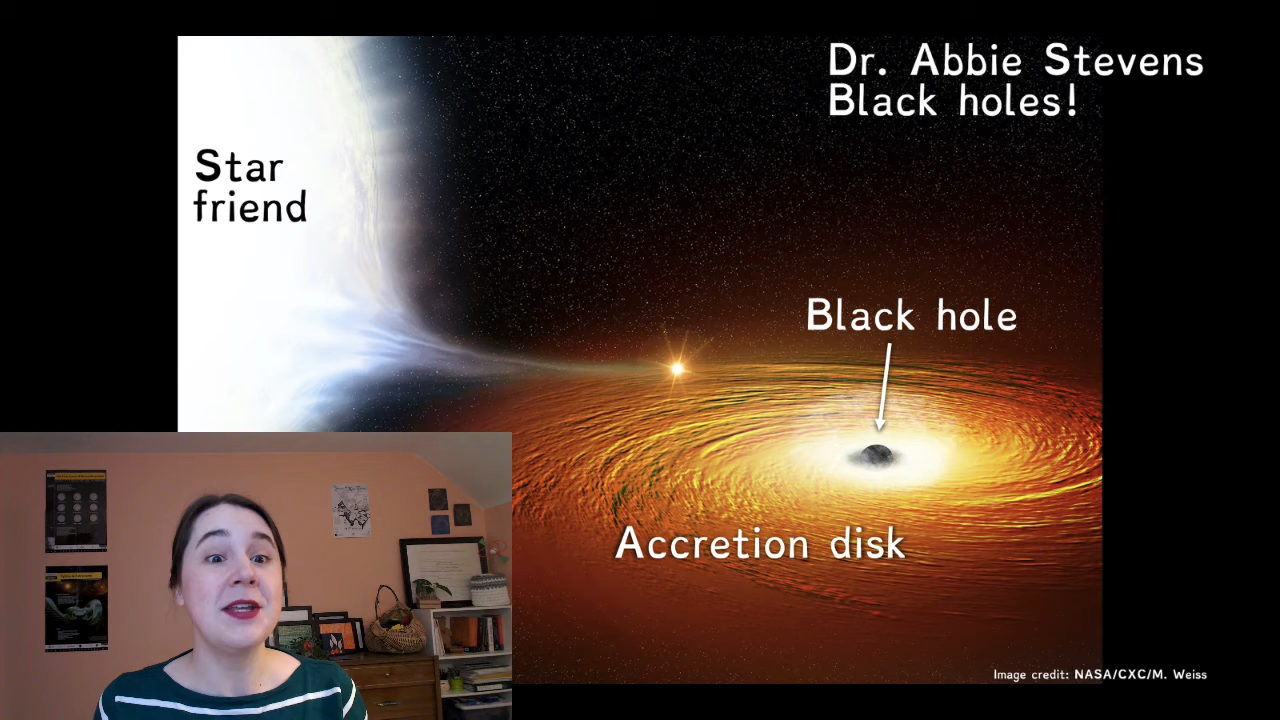 Dr. Abbie Stevens
Black holes!
Star
friend
Black hole
Accretion disk
Image credit: NASA/CXC/M. Weiss